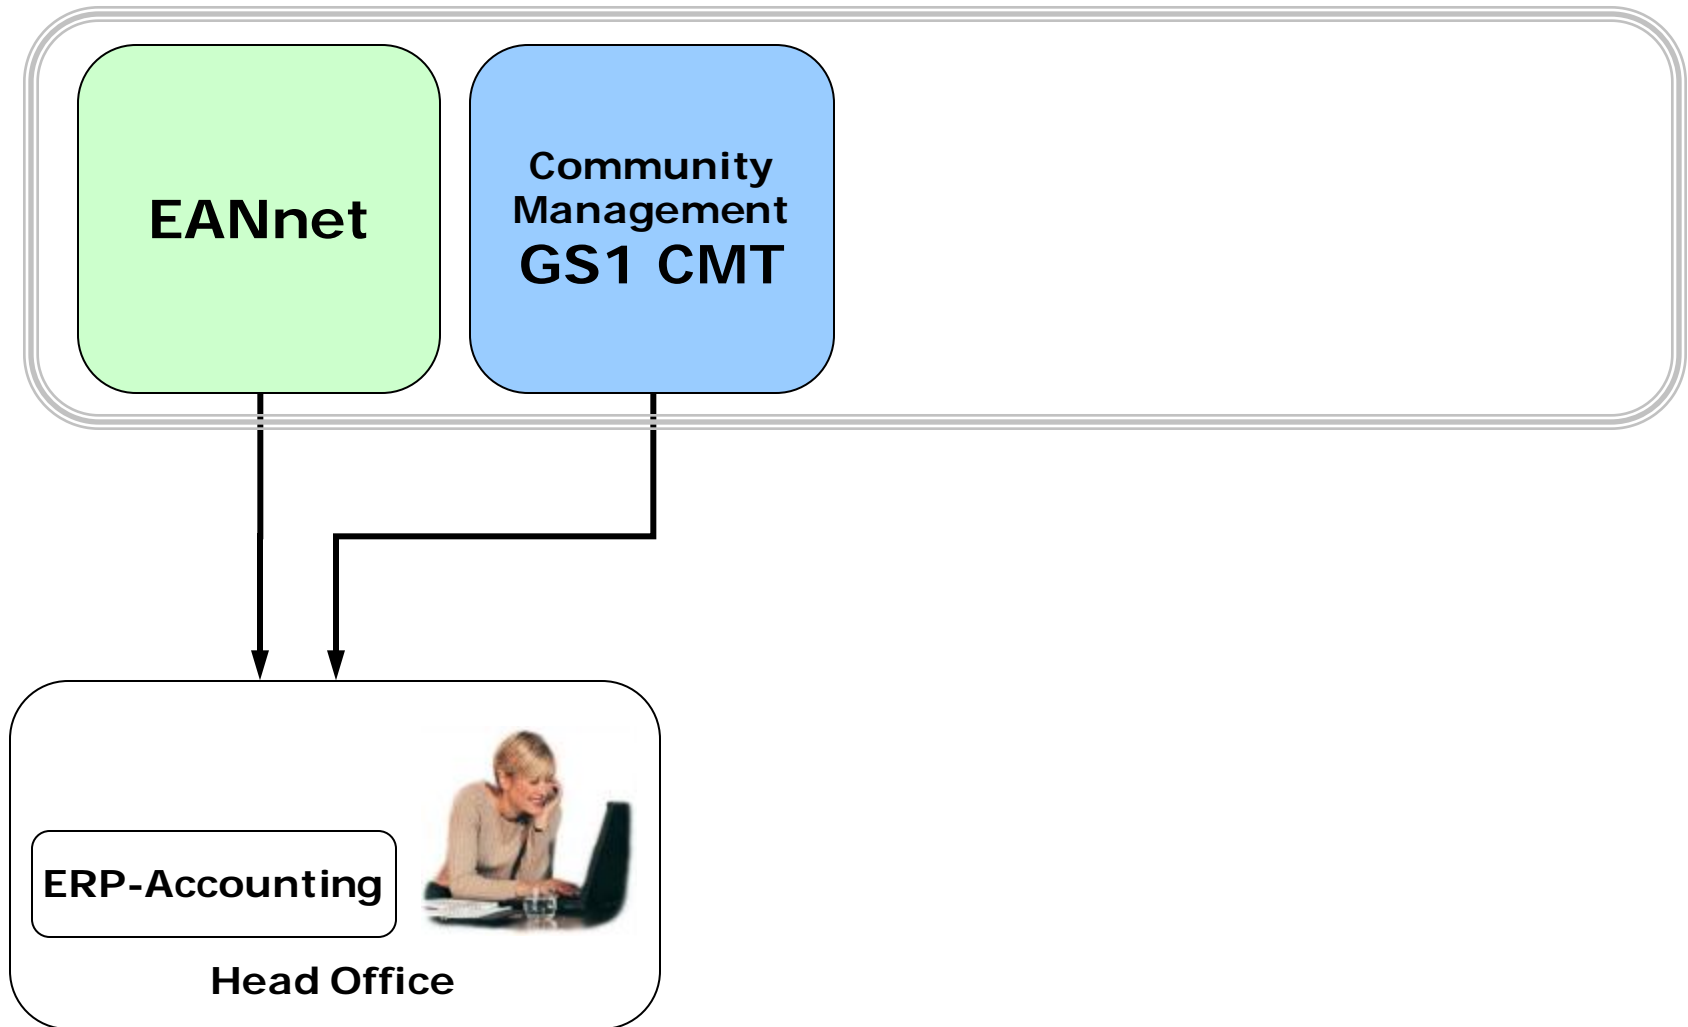 EANnet
Community
Management
GS1 CMT
ERP-Accounting
Head Office